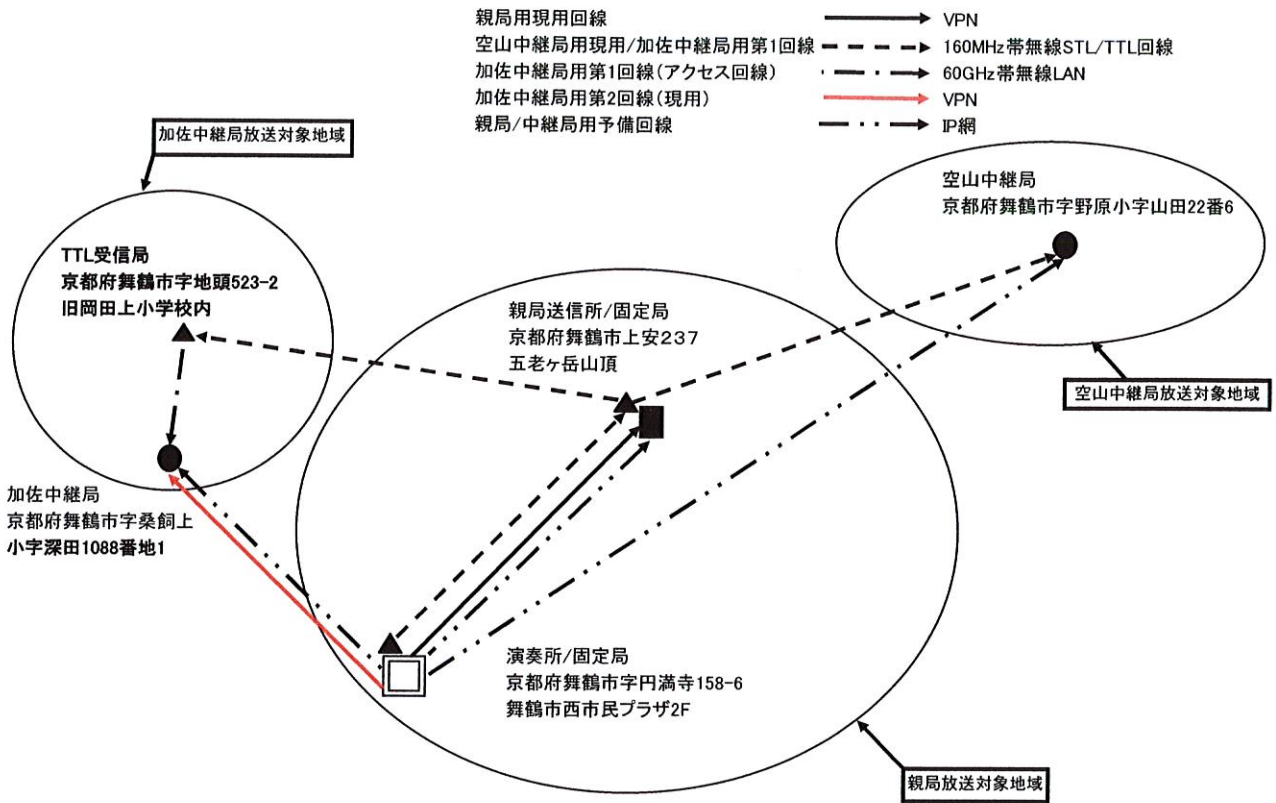 親局用現用回線 VPN
空山中継局用現用/加佐中継局用第1回線 160MHz帯無線STL/TTL回線
加佐中継局用第1回線(アクセス回線) 60GHz帯無線LAN
加佐中継局用第2回線(現用) VPN
親局/中継局用予備回線 IP網
加佐中継局放送対象地域
空山中継局
京都府舞鶴市字野原小字山田22番6
TTL受信局
京都府舞鶴市字地頭523-2
旧岡田上小学校内
親局送信所/固定局
京都府舞鶴市上安237
五老ヶ岳山頂
空山中継局放送対象地域
加佐中継局
京都府舞鶴市字桑飼上
小字深田1088番地1
演奏所/固定局
京都府舞鶴市字円満寺158-6
舞鶴市西市民プラザ2F
親局放送対象地域